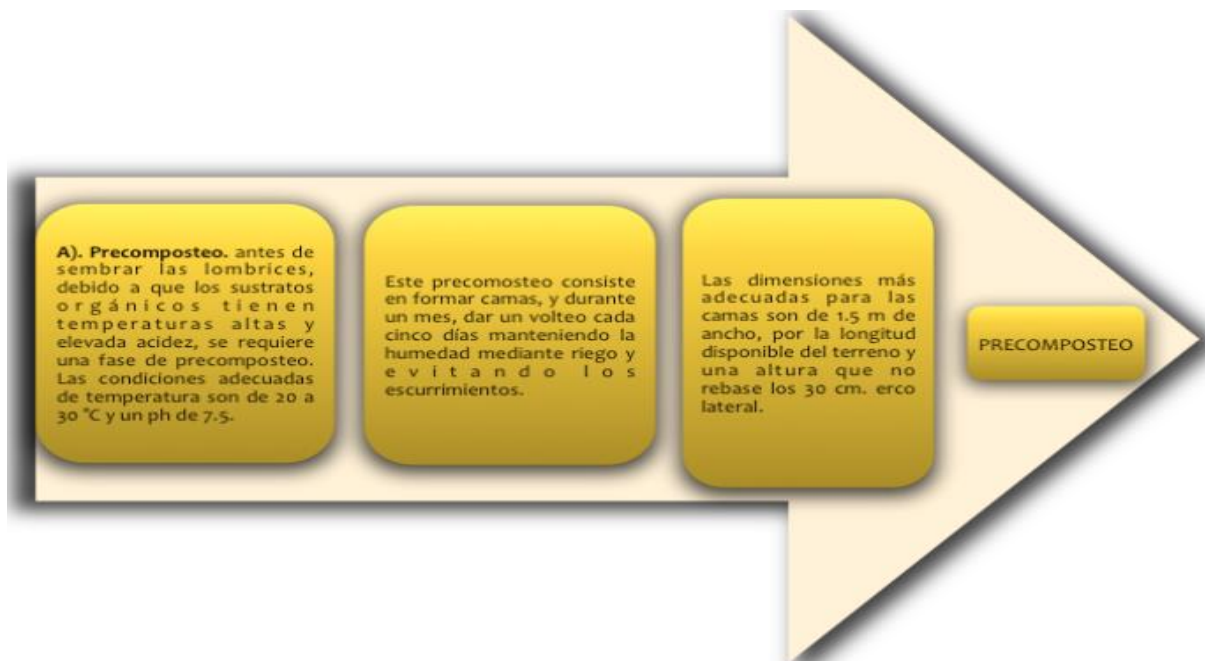 A). Precomposteo. antes de
sembrar las lombrices,
debido a que los sustratos
orgánicos tienen
temperaturas altas y
elevada acidez, se requiere
una fase de precomposteo.
Las condiciones adecuadas
de temperatura son de 20 a
30 °C y un ph de 7.5.
Este precomosteo consiste
en formar camas, y durante
un mes, dar un volteo cada
cinco días manteniendo la
humedad mediante riego y
evitando los
escurrimientos.
Las dimensiones más
adecuadas para las
camas son de 1.5 m de
ancho, por la longitud
disponible del terreno y
una altura que no
rebase los 30 cm. erco
lateral.
PRECOMPOSTEO